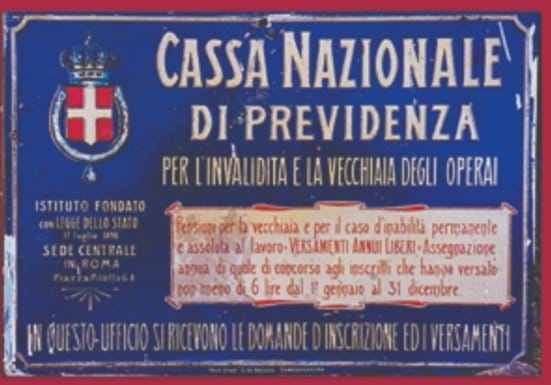 CASSA NAZIONALE
DI PREVIDENZA
PER L'INVALIDITÀ E LA VECCHIAIA DEGLI OPERAI
ISTITUTO FONDATO
CON LEGGE DELLO STATO
17 luglio 1898
SEDE CENTRALE
IN ROMA
Piazza
Pensioni per la vecchiaia e per il caso d'inabilità permanente
e assoluta al lavoro-VERSAMENTI ANNUI LIBERI-Assegnazione
annua di quote di concorso agli inscritti che hanno versato
non meno di 6 lire dal 1º gennaio al 31 dicembre.
IN QUESTO-UFFICIO SI RICEVONO LE DOMANDE D'INSCRIZIONE ED I VERSAMENTI